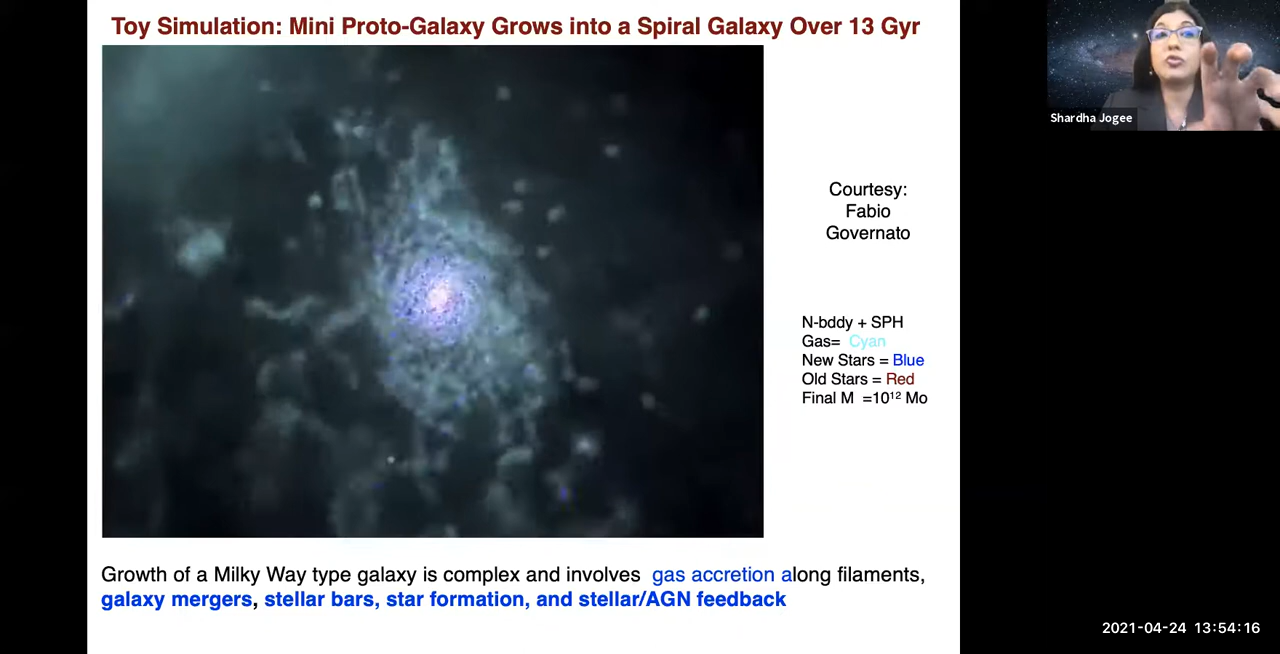 Toy Simulation: Mini Proto-Galaxy Grows into a Spiral Galaxy Over 13 Gyr
Shardha Jogee
Courtesy:
Fabio
Governato
N-bddy + SPH
Gas= Cyan
New Stars = Blue
Old Stars = Red
Final M =10¹² Mo
Growth of a Milky Way type galaxy is complex and involves gas accretion along filaments,
galaxy mergers, stellar bars, star formation, and stellar/AGN feedback
2021-04-24 13:54:16